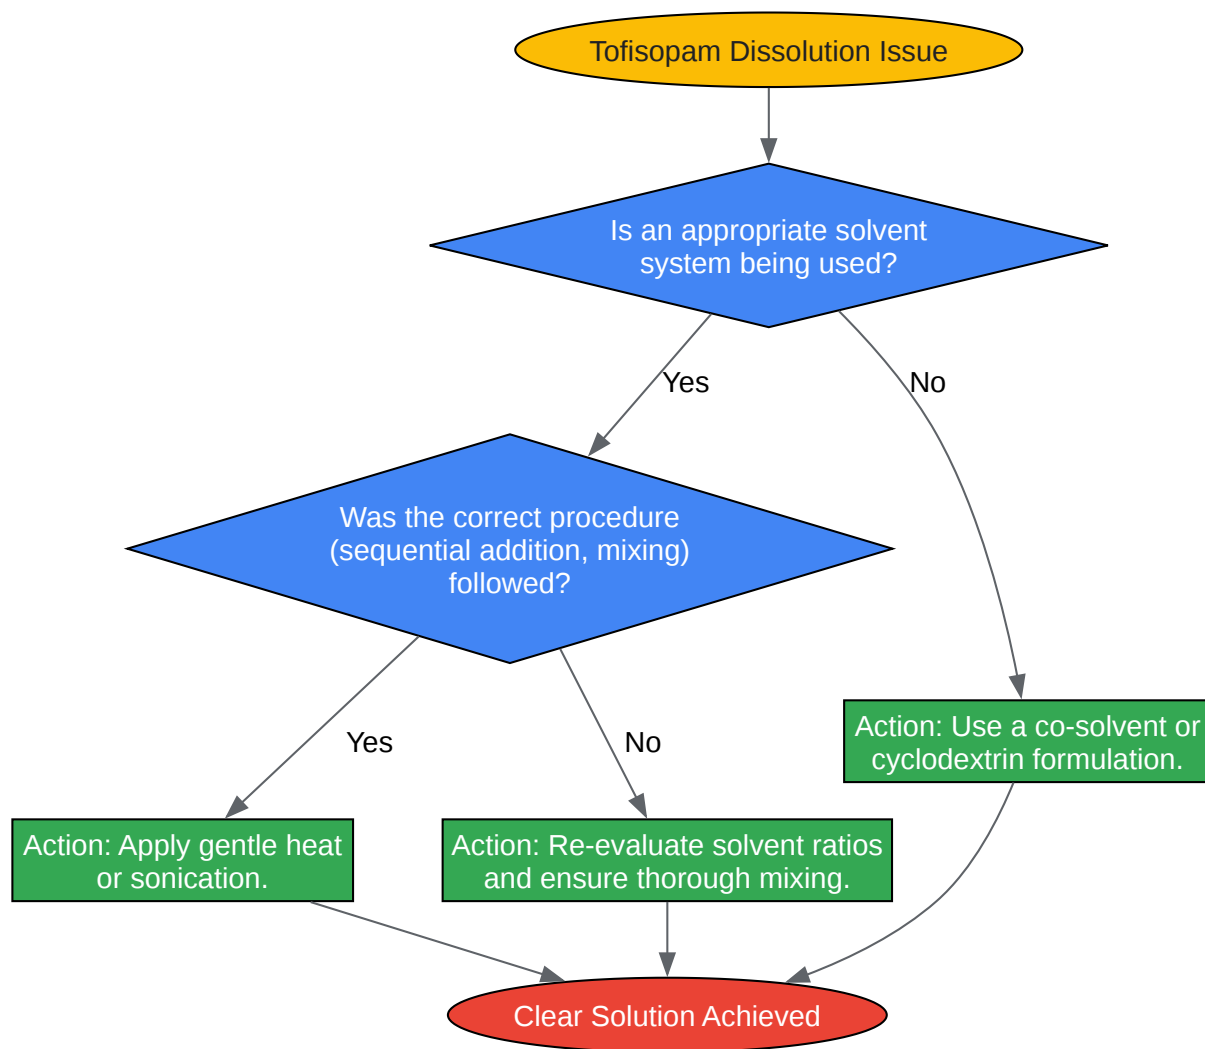 Tofisopam Dissolution Issue
Is an appropriate solvent
system being used?
Yes
No
Was the correct procedure
(sequential addition, mixing)
followed?
Yes
No
Action: Use a co-solvent or
cyclodextrin formulation.
Action: Apply gentle heat
or sonication.
Action: Re-evaluate solvent ratios
and ensure thorough mixing.
Clear Solution Achieved